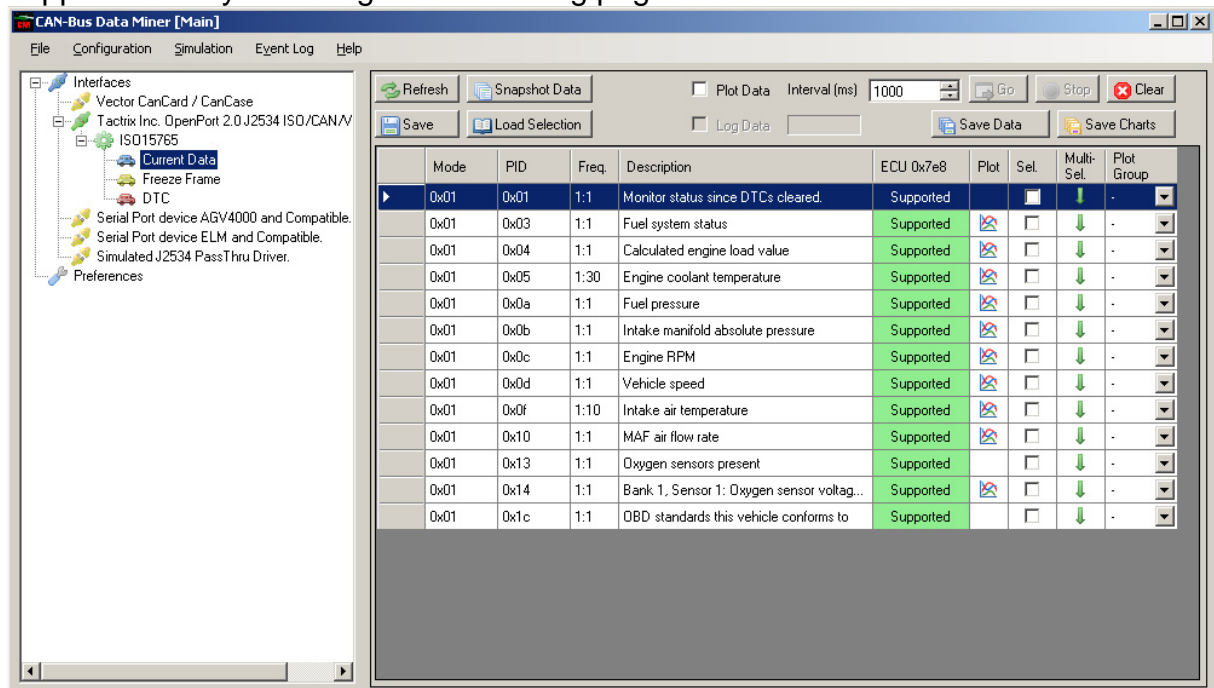 CAN-Bus Data Miner [Main]
File Configuration Simulation Event Log Help
Interfaces
Vector CanCard / CanCase
Tactrix Inc. OpenPort 2.0 J2534 ISO/CAN/V
ISO15765
Current Data
Freeze Frame
DTC
Serial Port device AGV4000 and Compatible.
Serial Port device ELM and Compatible.
Simulated J2534 PassThru Driver.
Preferences
Refresh Snapshot Data Plot Data Interval (ms) 1000 Go Stop Clear
Save Load Selection Log Data Save Data Save Charts
Mode PID Freq. Description ECU 0x7e8 Plot Sel. Multi-Sel. Plot Group
0x01 0x01 1:1 Monitor status since DTCs cleared. Supported -
0x01 0x03 1:1 Fuel system status Supported -
0x01 0x04 1:1 Calculated engine load value Supported -
0x01 0x05 1:30 Engine coolant temperature Supported -
0x01 0x0a 1:1 Fuel pressure Supported -
0x01 0x0b 1:1 Intake manifold absolute pressure Supported -
0x01 0x0c 1:1 Engine RPM Supported -
0x01 0x0d 1:1 Vehicle speed Supported -
0x01 0x0f 1:10 Intake air temperature Supported -
0x01 0x10 1:1 MAF air flow rate Supported -
0x01 0x13 1:1 Oxygen sensors present Supported -
0x01 0x14 1:1 Bank 1, Sensor 1: Oxygen sensor voltag... Supported -
0x01 0x1c 1:1 OBD standards this vehicle conforms to Supported -